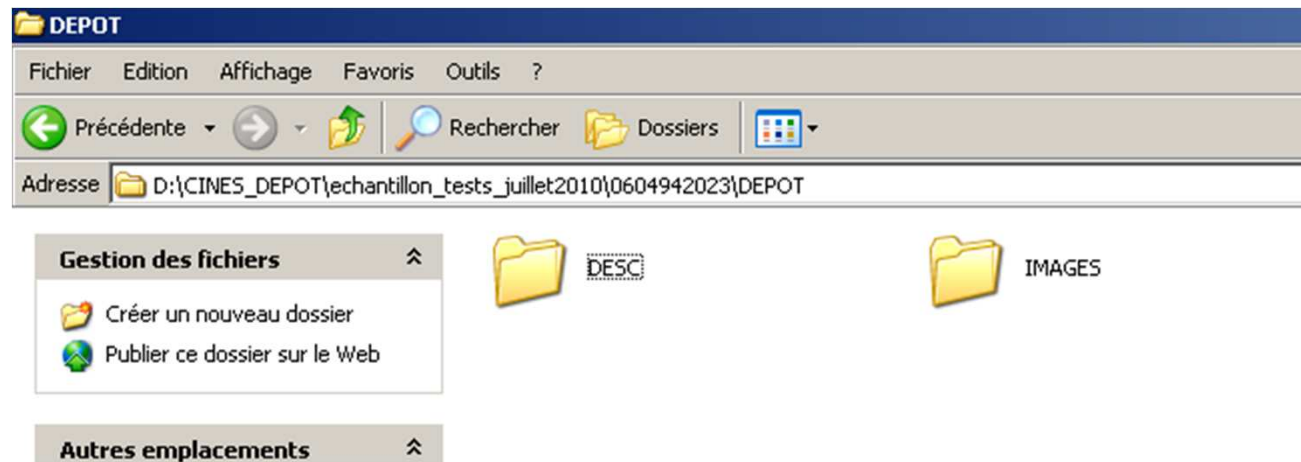 DEPOT
Fichier Edition Affichage Favoris Outils ?
Précédente Rechercher Dossiers
Adresse D:\CINES_DEPOT\echantillon_tests_juillet2010\0604942023\DEPOT
Gestion des fichiers
DESC
IMAGES
Créer un nouveau dossier
Publier ce dossier sur le Web
Autres emplacements